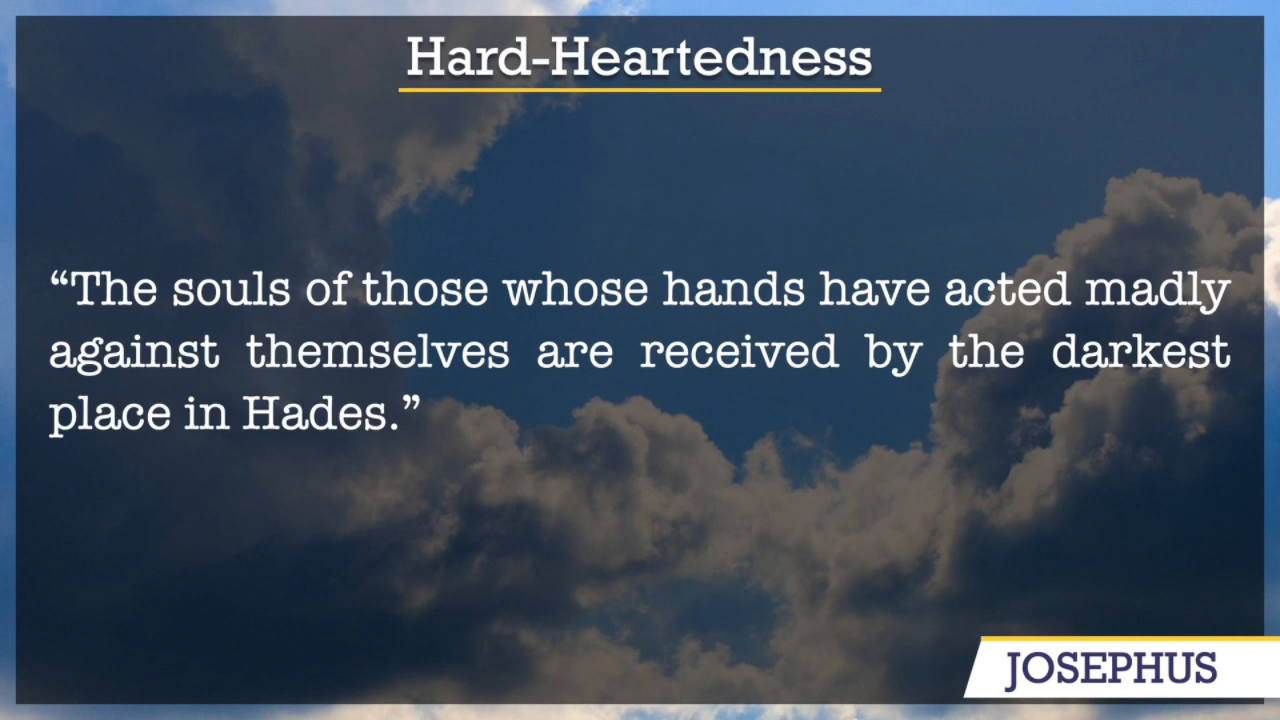 Hard-Heartedness
“The souls of those whose hands have acted madly
against themselves are received by the darkest
place in Hades.”
JOSEPHUS